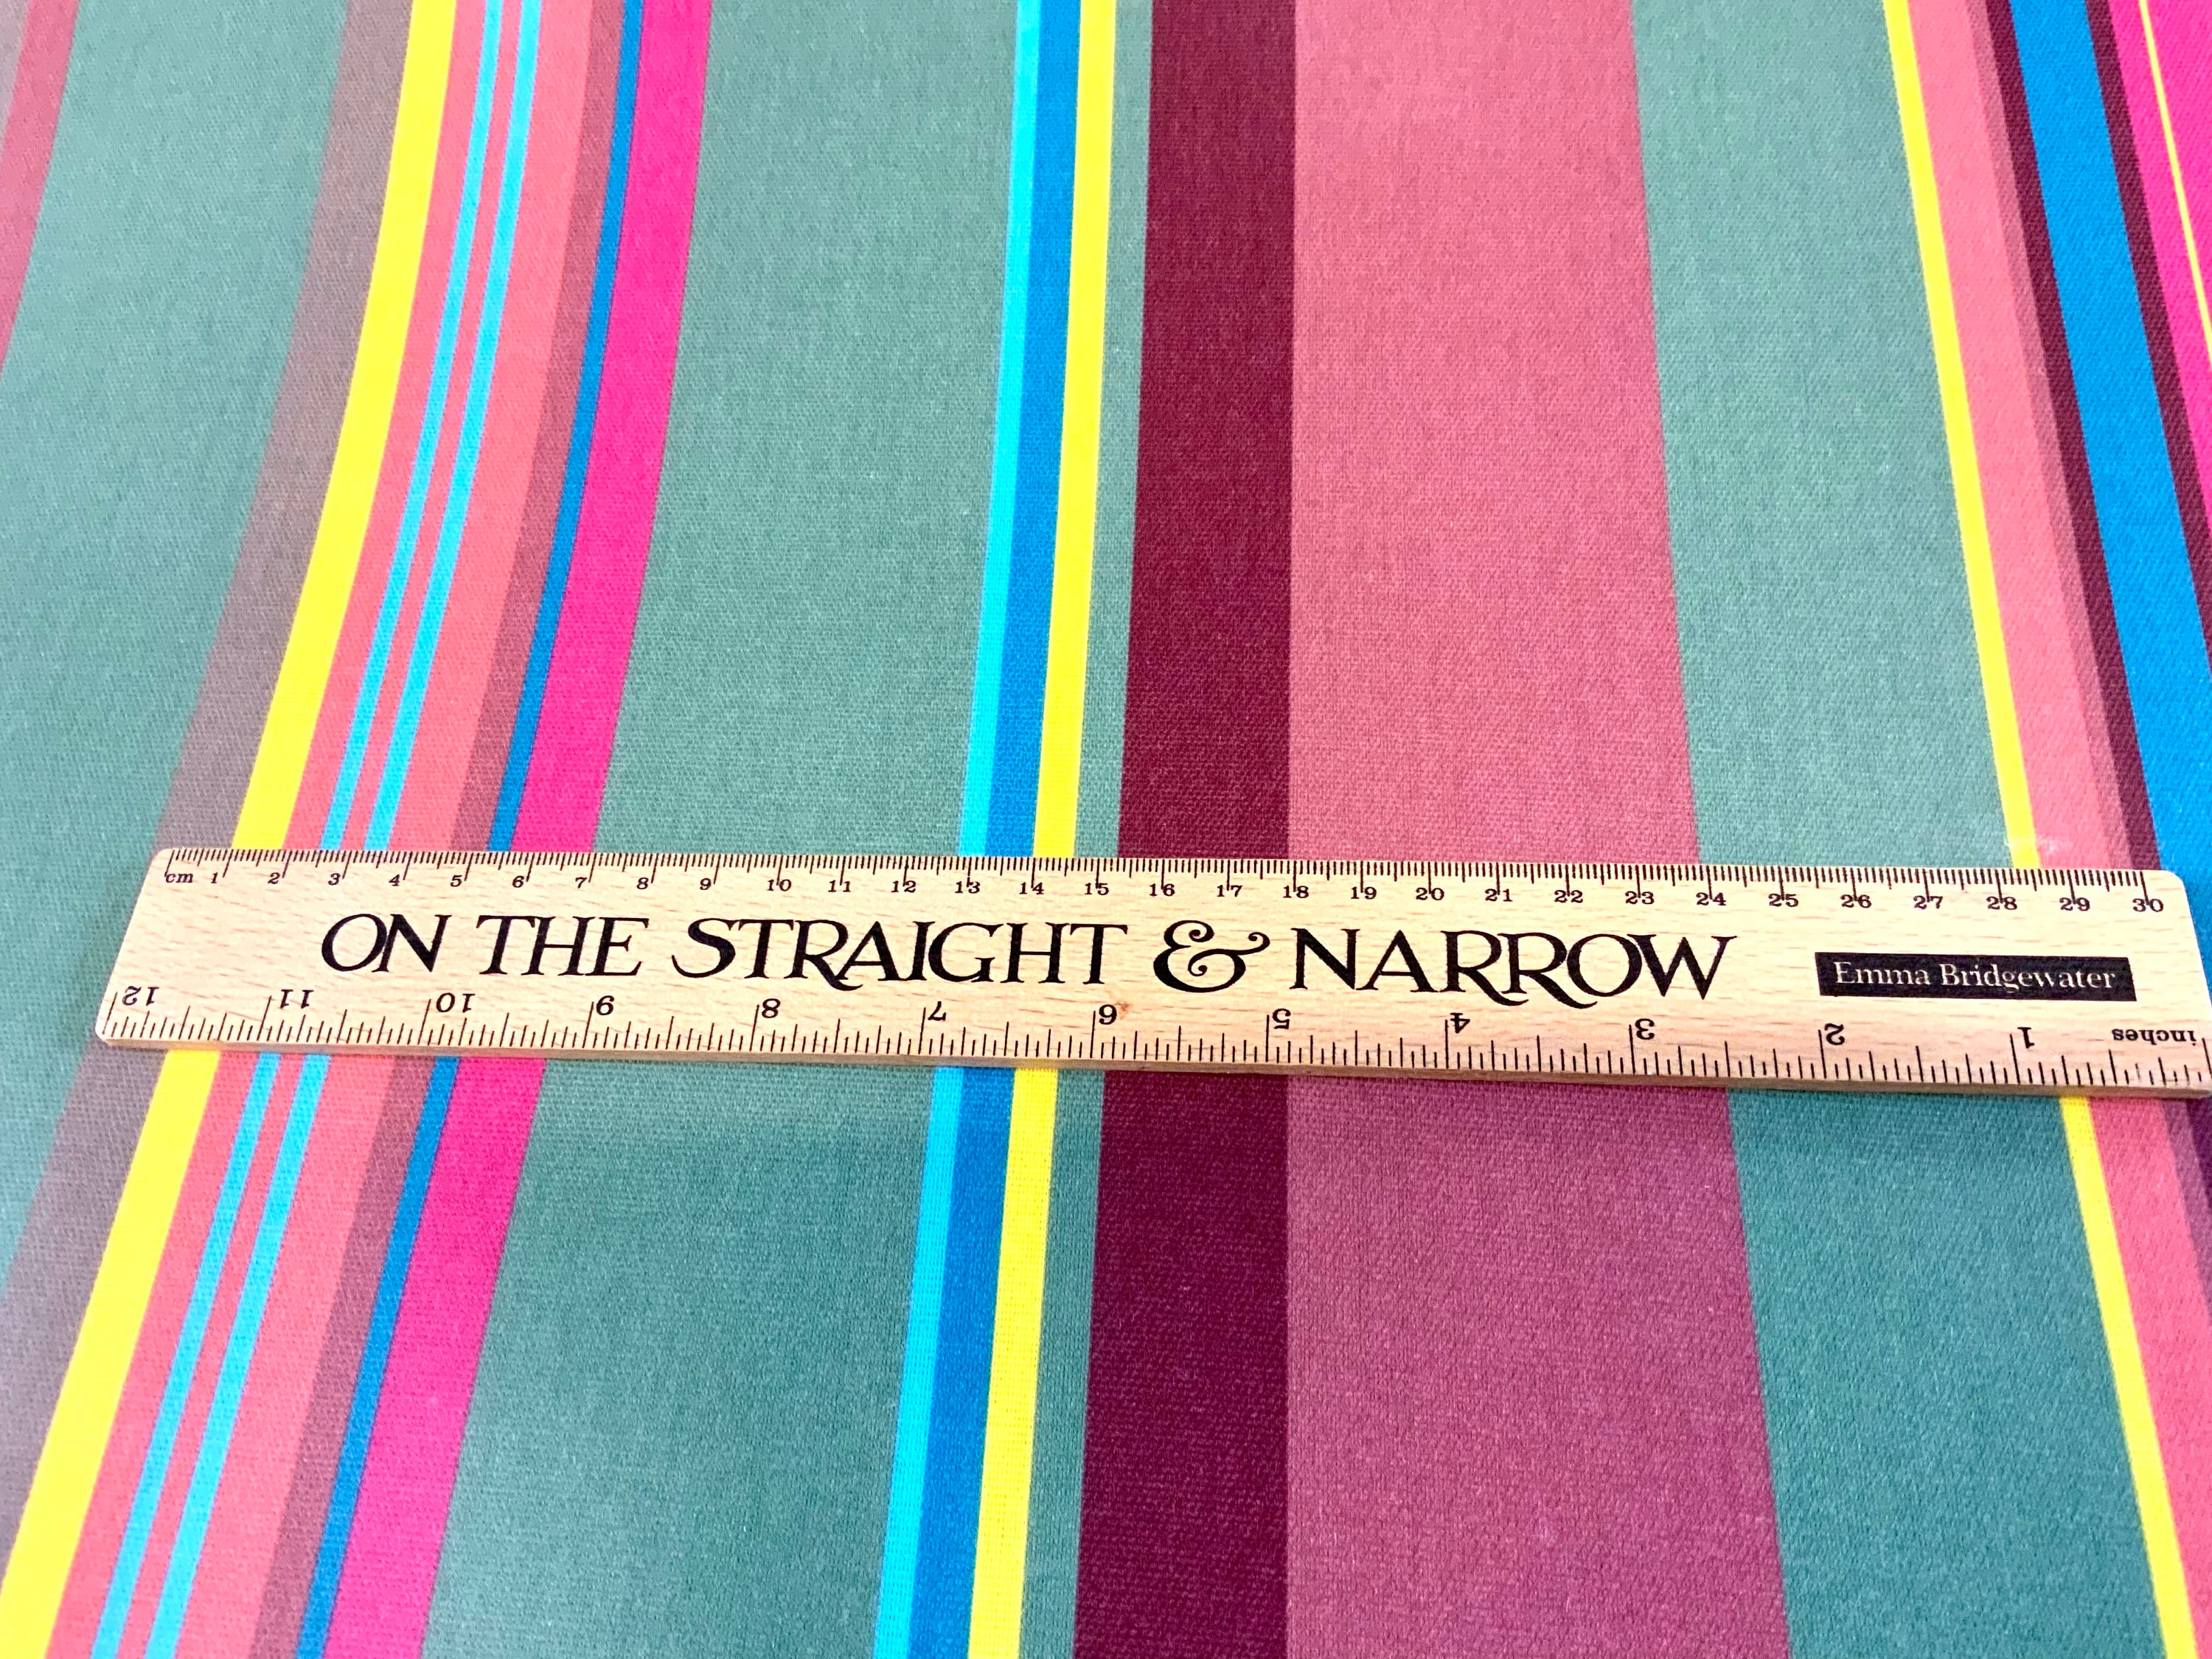 cm 1 2 3 4 5 6 7 8 9 10 11 12 13 14 15 16 17 18 19 20 21 22 23 24 25 26 27 28 29 30
ON THE STRAIGHT & NARROW
Emma Bridgewater
12 11 10 9 8 7 6 5 4 3 2 1 inches